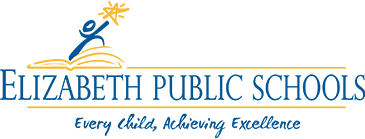 ELIZABETH PUBLIC SCHOOLS
Every Child, Achieving Excellence